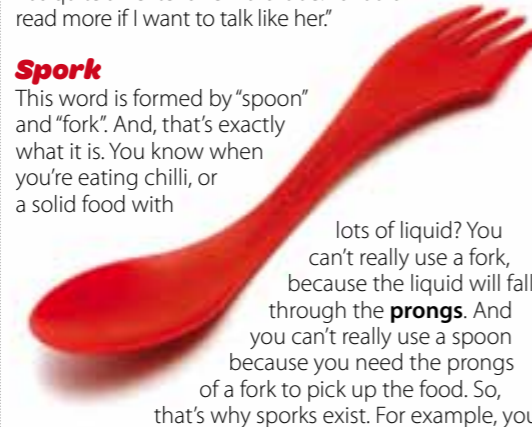 read more if I want to talk like her."
Spork
This word is formed by "spoon"
and "fork". And, that's exactly
what it is. You know when
you're eating chilli, or
a solid food with
lots of liquid? You
can't really use a fork,
because the liquid will fall
through the prongs. And
you can't really use a spoon
because you need the prongs
of a fork to pick up the food. So,
that's why sporks exist. For example, you